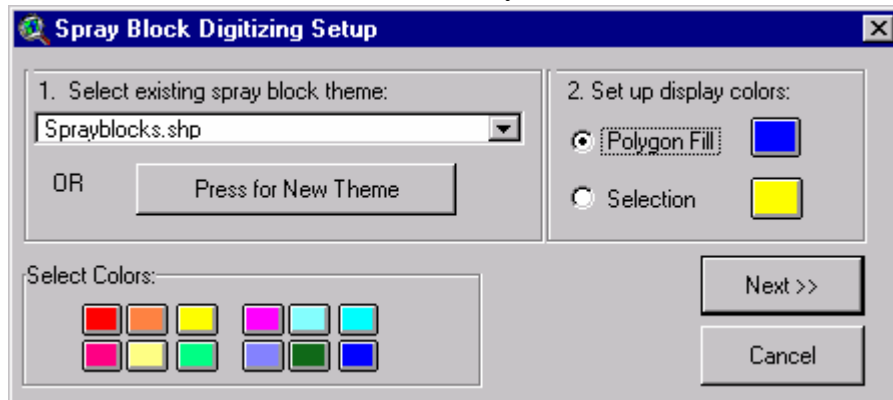 Spray Block Digitizing Setup
1. Select existing spray block theme:
Sprayblocks.shp
OR
Press for New Theme
2. Set up display colors:
Polygon Fill
Selection
Select Colors:
Next >>
Cancel